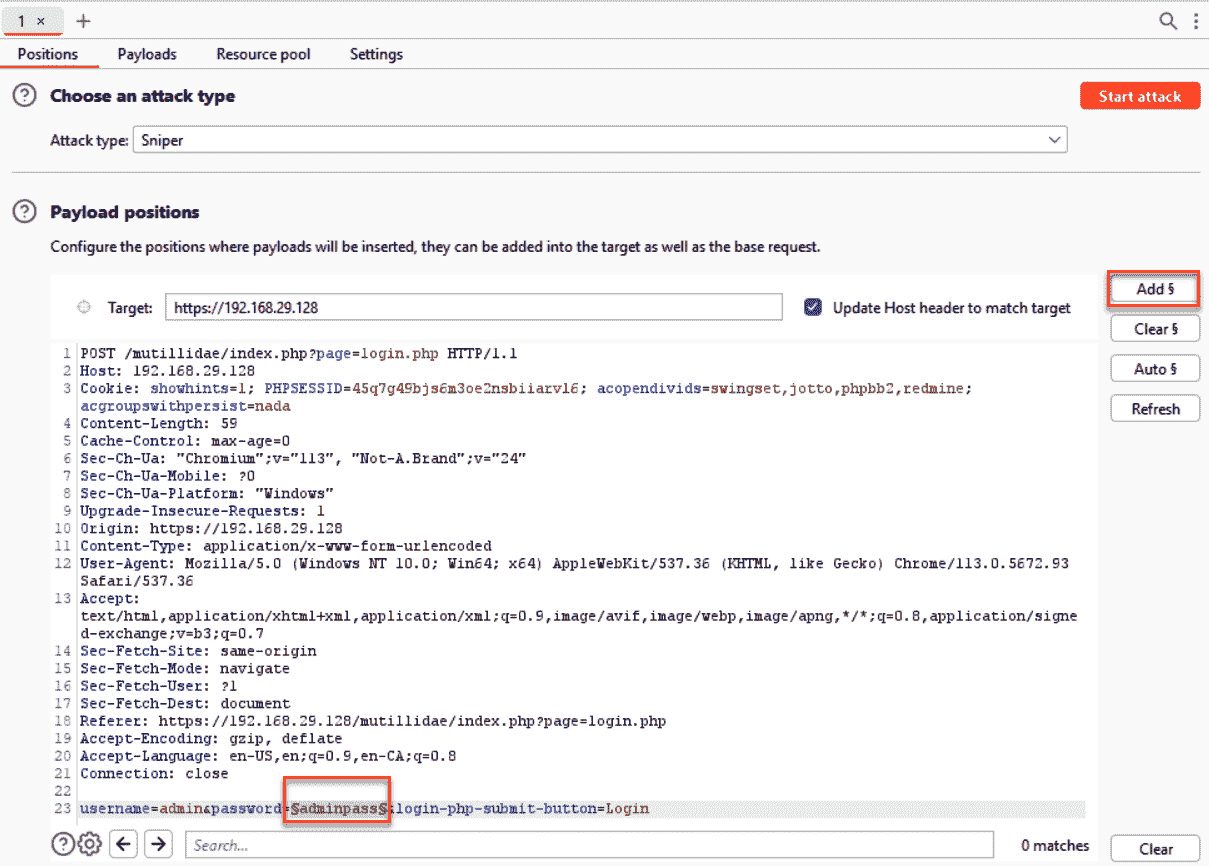 1 × +
Positions Payloads Resource pool Settings
? Choose an attack type
Start attack
Attack type: Sniper
? Payload positions
Configure the positions where payloads will be inserted, they can be added into the target as well as the base request.
Add §
Target: https://192.168.29.128 Update Host header to match target
Clear §
Auto §
Refresh
1 POST /mutillidae/index.php?page=login.php HTTP/1.1
2 Host: 192.168.29.128
3 Cookie: showhints=1; PHPSESSID=45q7g49bjs6m3oe2nsbiiarvl6; acopendivids=swingset,jotto,phpbb2,redmine;
acgroupswithpersist=nada
4 Content-Length: 59
5 Cache-Control: max-age=0
6 Sec-Ch-Ua: "Chromium";v="113", "Not-A.Brand";v="24"
7 Sec-Ch-Ua-Mobile: ?0
8 Sec-Ch-Ua-Platform: "Windows"
9 Upgrade-Insecure-Requests: 1
10 Origin: https://192.168.29.128
11 Content-Type: application/x-www-form-urlencoded
12 User-Agent: Mozilla/5.0 (Windows NT 10.0; Win64; x64) AppleWebKit/537.36 (KHTML, like Gecko) Chrome/113.0.5672.93
Safari/537.36
13 Accept:
text/html,application/xhtml+xml,application/xml;q=0.9,image/avif,image/webp,image/apng,*/*;q=0.8,application/signe
d-exchange;v=b3;q=0.7
14 Sec-Fetch-Site: same-origin
15 Sec-Fetch-Mode: navigate
16 Sec-Fetch-User: ?1
17 Sec-Fetch-Dest: document
18 Referer: https://192.168.29.128/mutillidae/index.php?page=login.php
19 Accept-Encoding: gzip, deflate
20 Accept-Language: en-US,en;q=0.9,en-CA;q=0.8
21 Connection: close
22
23 username=admin&password=§adminpass§&login-php-submit-button=Login
? Search... 0 matches Clear